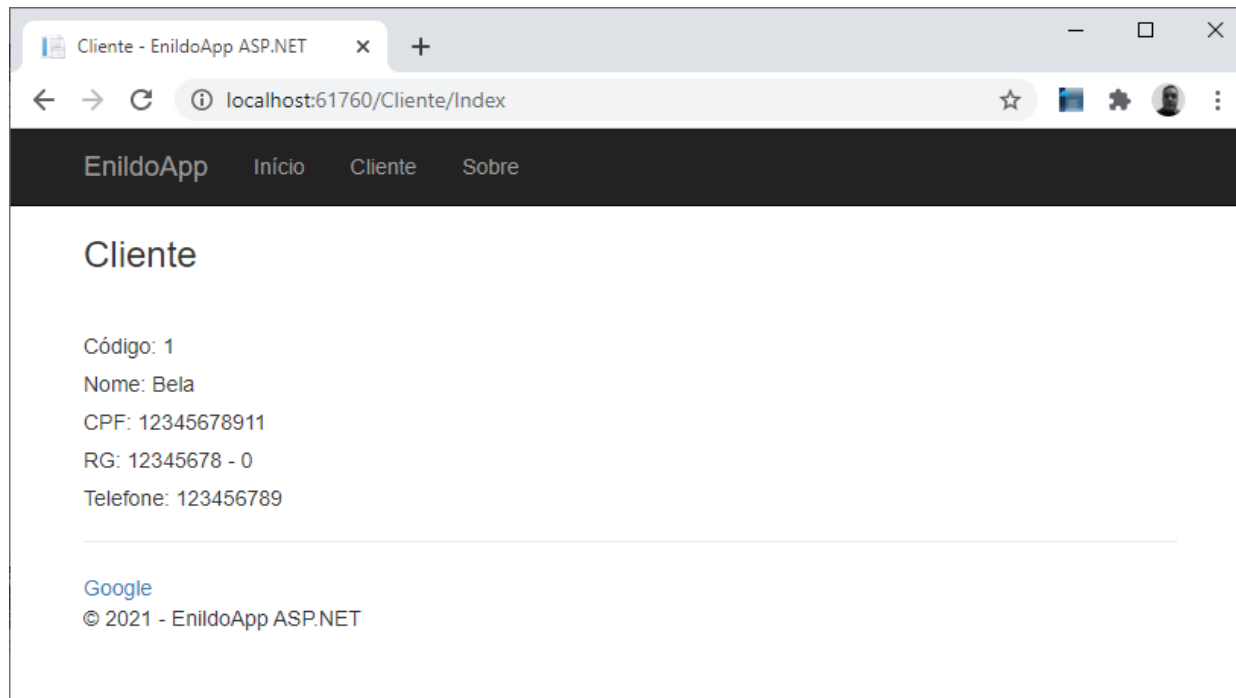 Cliente - EnildoApp ASP.NET
localhost:61760/Cliente/Index
EnildoApp Início Cliente Sobre
Cliente
Código: 1
Nome: Bela
CPF: 12345678911
RG: 12345678 - 0
Telefone: 123456789
Google
© 2021 - EnildoApp ASP.NET